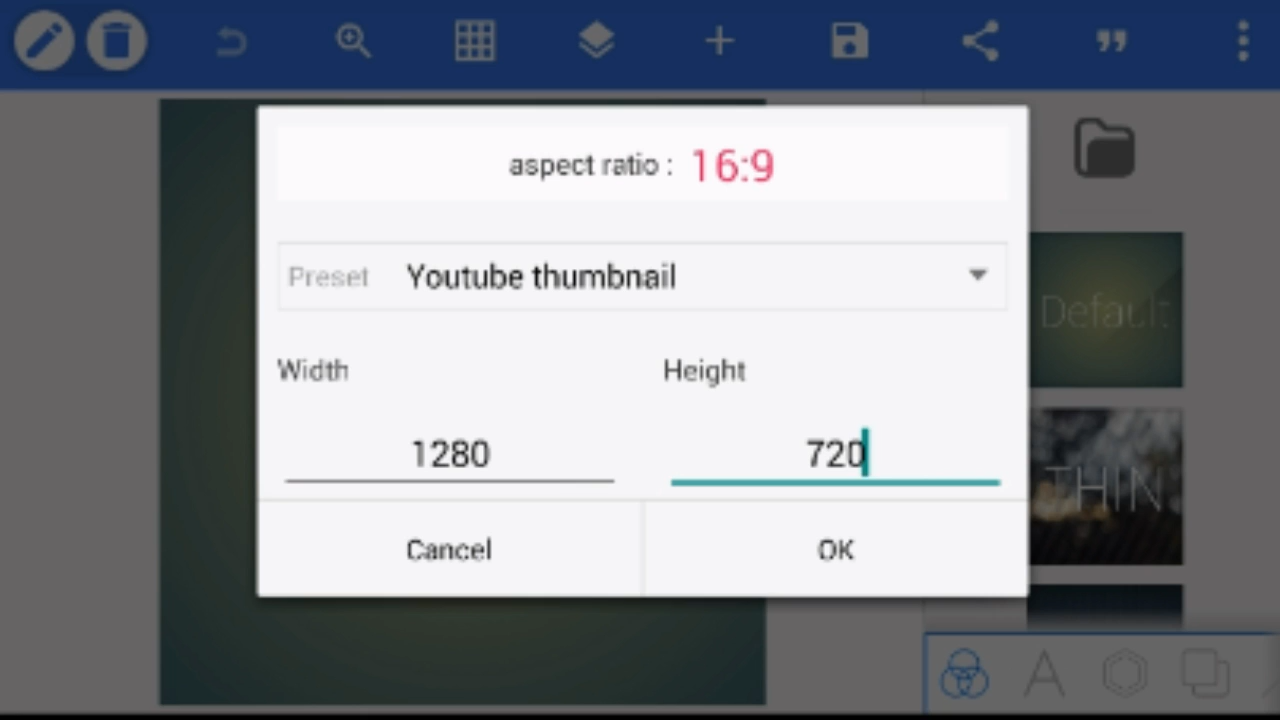 aspect ratio : 16:9
Preset Youtube thumbnail
Width Height
1280 720
Cancel OK
Default
THIN
A